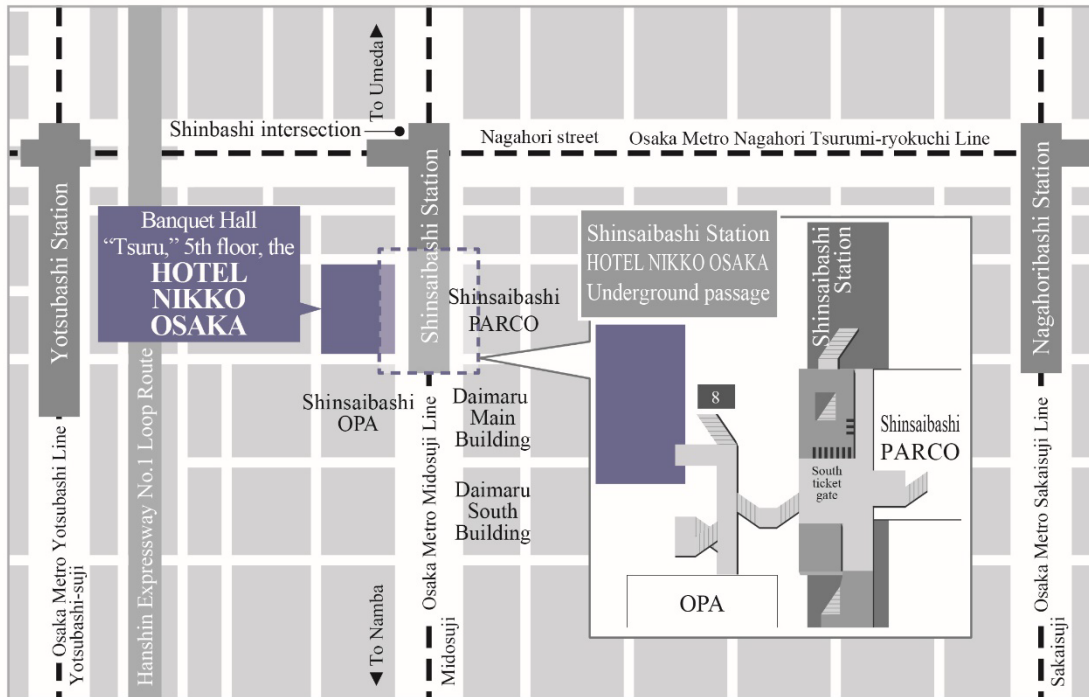 To Umeda
Shinbashi intersection
Nagahori street
Osaka Metro Nagahori Tsurumi-ryokuchi Line
Yotsubashi Station
Shinsaibashi Station
Nagahoribashi Station
Banquet Hall
“Tsuru,” 5th floor, the
HOTEL
NIKKO
OSAKA
Shinsaibashi
PARCO
Shinsaibashi
OPA
Daimaru
Main
Building
Daimaru
South
Building
Osaka Metro Yotsubashi Line
Yotsubashi-suji
Hanshin Expressway No.1 Loop Route
To Namba
Osaka Metro Midosuji Line
Midosuji
Shinsaibashi Station
HOTEL NIKKO OSAKA
Underground passage
Shinsaibashi
Station
8
South
ticket
gate
Shinsaibashi
PARCO
OPA
Osaka Metro Sakaisuji Line
Sakaisuji